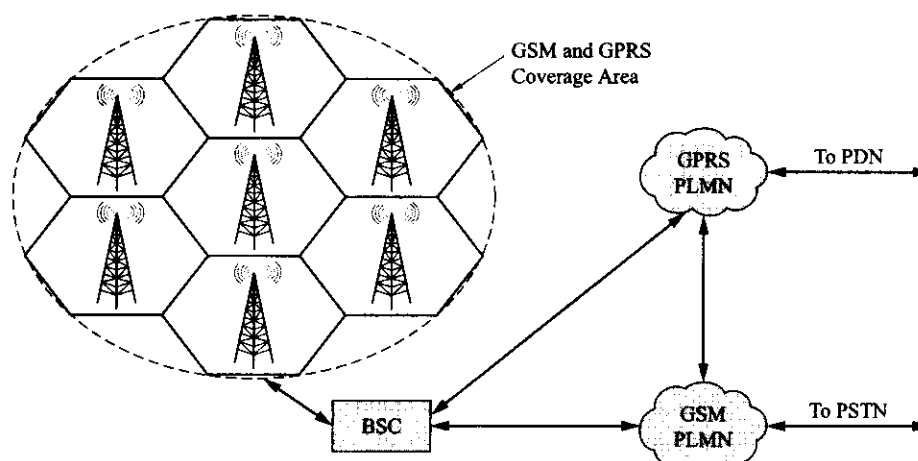 GSM and GPRS
Coverage Area
GPRS
PLMN
To PDN
BSC
GSM
PLMN
To PSTN